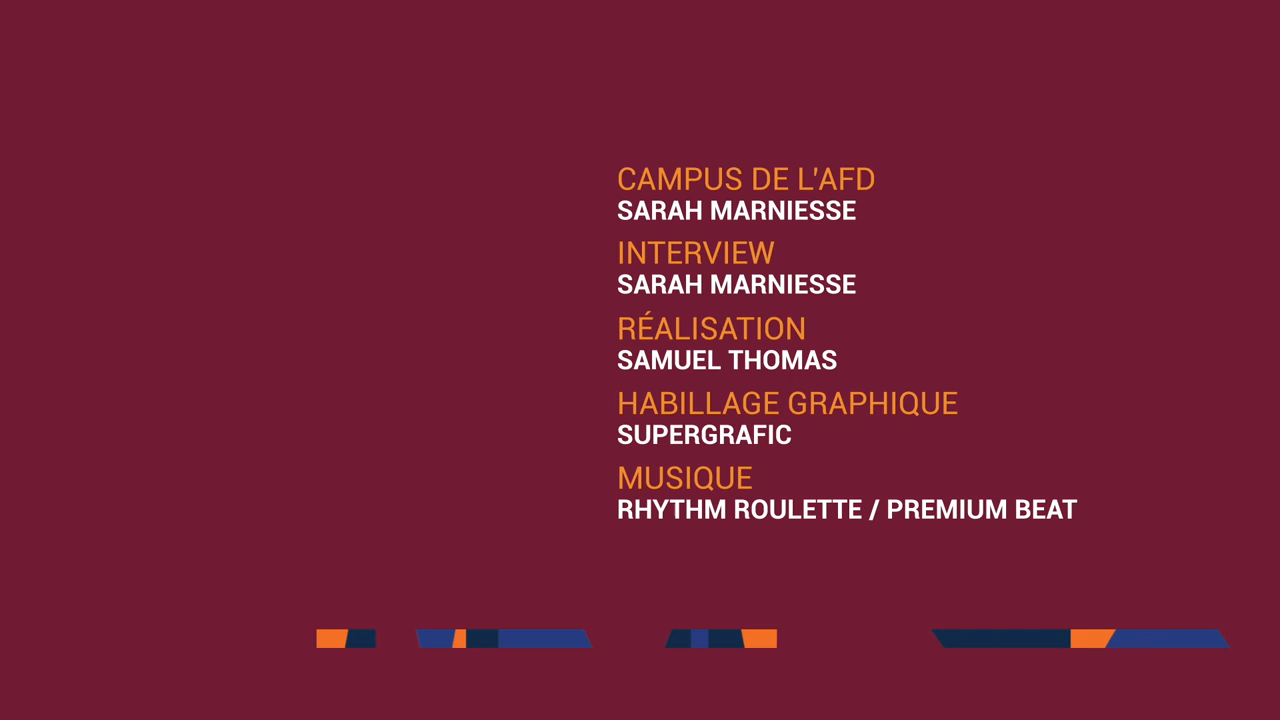 CAMPUS DE L'AFD
SARAH MARNIESSE
INTERVIEW
SARAH MARNIESSE
RÉALISATION
SAMUEL THOMAS
HABILLAGE GRAPHIQUE
SUPERGRAFIC
MUSIQUE
RHYTHM ROULETTE / PREMIUM BEAT